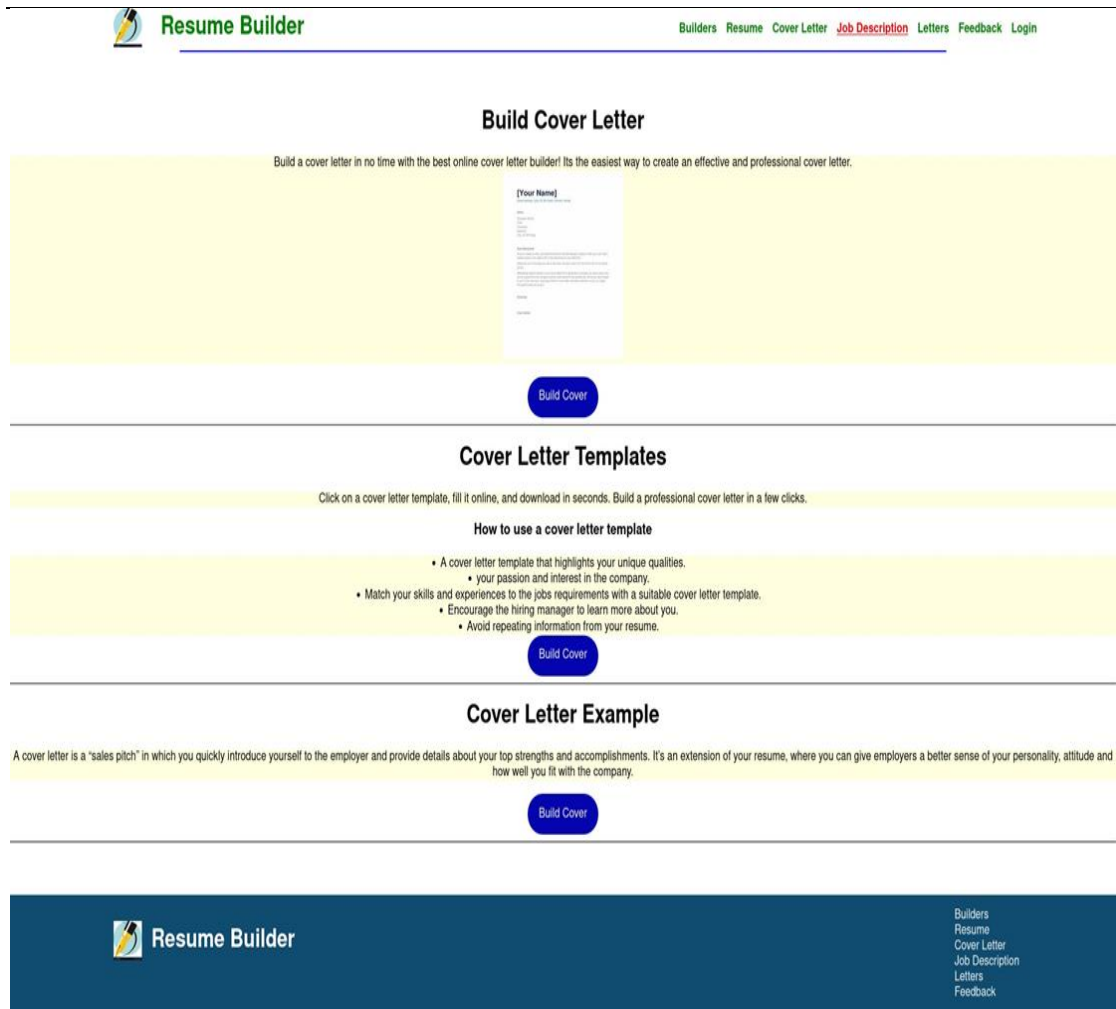 Resume Builder
Builders Resume Cover Letter Job Description Letters Feedback Login
Build Cover Letter
Build a cover letter in no time with the best online cover letter builder! Its the easiest way to create an effective and professional cover letter.
[Your Name]
Build Cover
Cover Letter Templates
Click on a cover letter template, fill it online, and download in seconds. Build a professional cover letter in a few clicks.
How to use a cover letter template
• A cover letter template that highlights your unique qualities.
• your passion and interest in the company.
• Match your skills and experiences to the jobs requirements with a suitable cover letter template.
• Encourage the hiring manager to learn more about you.
• Avoid repeating information from your resume.
Build Cover
Cover Letter Example
A cover letter is a “sales pitch” in which you quickly introduce yourself to the employer and provide details about your top strengths and accomplishments. It’s an extension of your resume, where you can give employers a better sense of your personality, attitude and
how well you fit with the company.
Build Cover
Resume Builder
Builders
Resume
Cover Letter
Job Description
Letters
Feedback